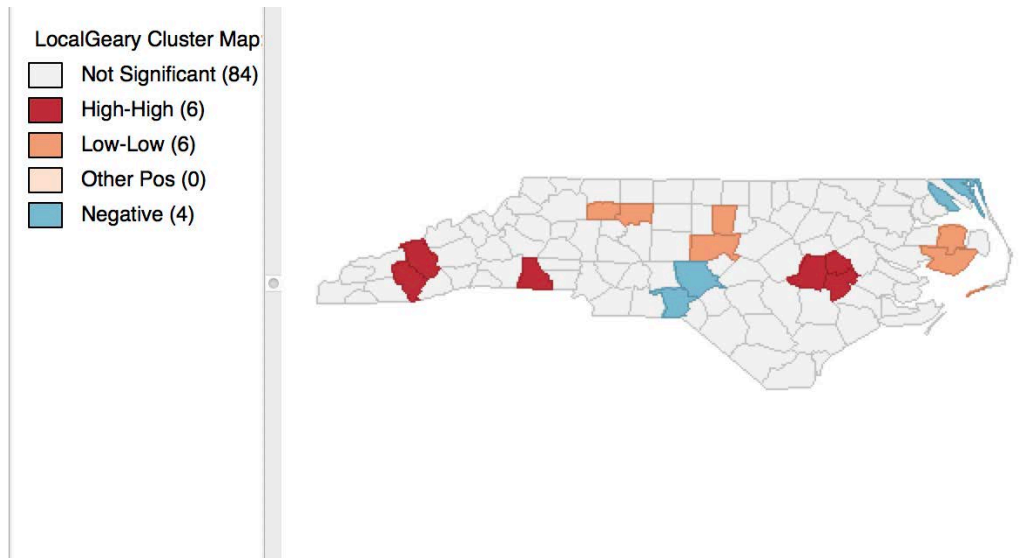 LocalGeary Cluster Map:
Not Significant (84)
High-High (6)
Low-Low (6)
Other Pos (0)
Negative (4)